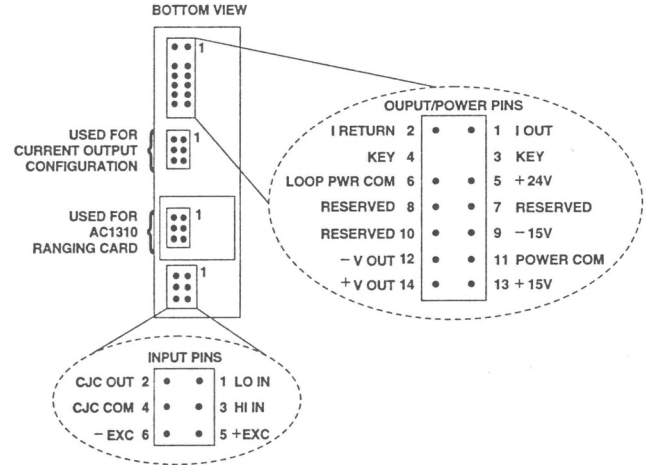 BOTTOM VIEW
1
USED FOR
CURRENT OUTPUT
CONFIGURATION
1
USED FOR
AC1310
RANGING CARD
1
1
OUPUT/POWER PINS
I RETURN 2 1 I OUT
KEY 4 3 KEY
LOOP PWR COM 6 5 +24V
RESERVED 8 7 RESERVED
RESERVED 10 9 −15V
−V OUT 12 11 POWER COM
+V OUT 14 13 +15V
INPUT PINS
CJC OUT 2 1 LO IN
CJC COM 4 3 HI IN
−EXC 6 5 +EXC